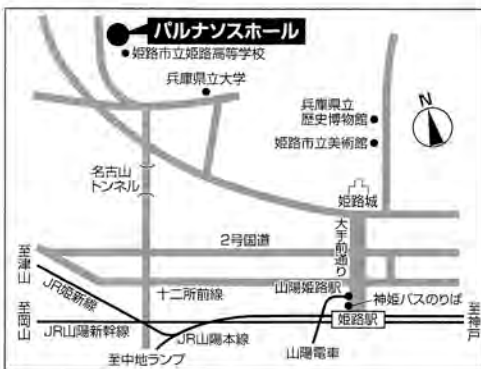 パルナソスホール
姫路市立姫路高等学校
兵庫県立大学
兵庫県立
歴史博物館
姫路市立美術館
N
名古山
トンネル
姫路城
2号国道
大手前通り
至津山
JR姫新線
十二所前線
山陽姫路駅
神姫バスのりば
至岡山
JR山陽新幹線
JR山陽本線
姫路駅
至神戸
至中地ランプ
山陽電車